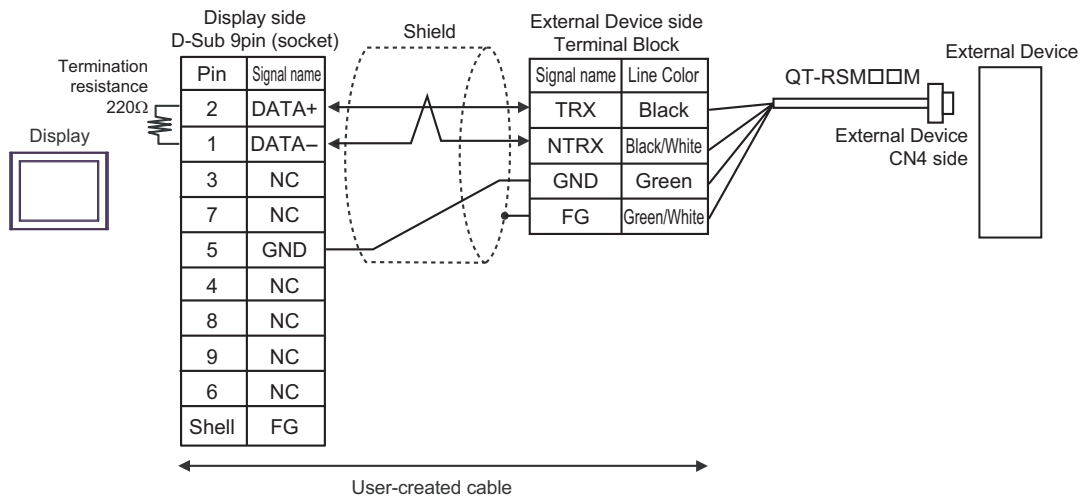 Display side
D-Sub 9pin (socket)
Shield
External Device side
Terminal Block
External Device
Termination
resistance
220Ω
Display
Pin Signal name
2 DATA+
1 DATA–
3 NC
7 NC
5 GND
4 NC
8 NC
9 NC
6 NC
Shell FG
Signal name Line Color
TRX Black
NTRX Black/White
GND Green
FG Green/White
QT-RSM□□M
External Device
CN4 side
User-created cable